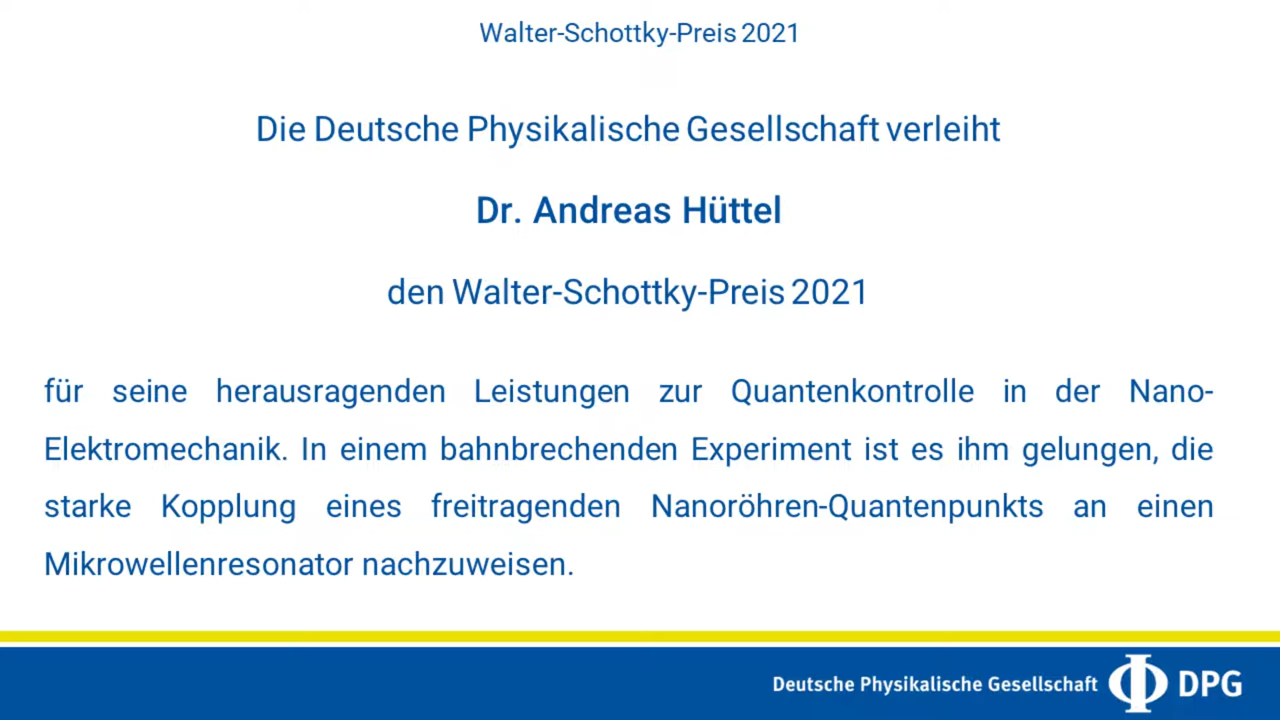 Walter-Schottky-Preis 2021
Die Deutsche Physikalische Gesellschaft verleiht
Dr. Andreas Hüttel
den Walter-Schottky-Preis 2021
für seine herausragenden Leistungen zur Quantenkontrolle in der Nano-
Elektromechanik. In einem bahnbrechenden Experiment ist es ihm gelungen, die
starke Kopplung eines freitragenden Nanoröhren-Quantenpunkts an einen
Mikrowellenresonator nachzuweisen.
Deutsche Physikalische Gesellschaft DPG